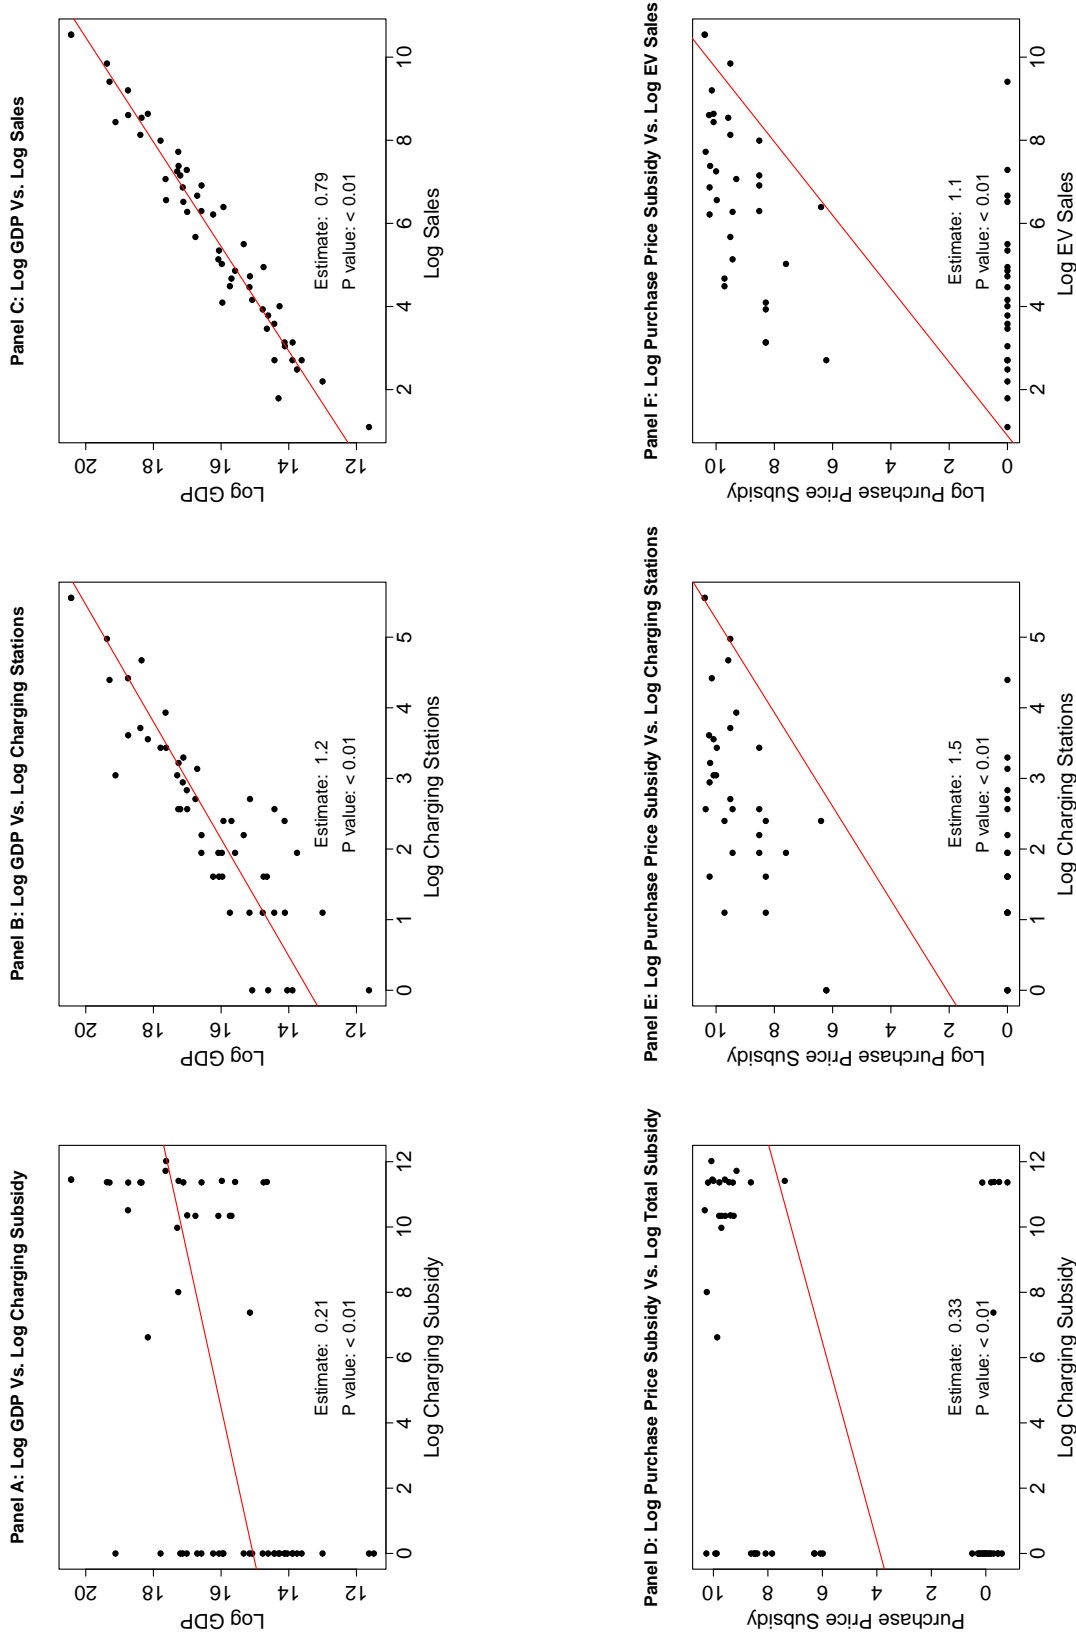 Panel A: Log GDP Vs. Log Charging Subsidy
Log GDP
12 14 16 18 20
Estimate: 0.21
P value: < 0.01
0 2 4 6 8 10 12
Log Charging Subsidy
Panel B: Log GDP Vs. Log Charging Stations
Log GDP
12 14 16 18 20
Estimate: 1.2
P value: < 0.01
0 1 2 3 4 5
Log Charging Stations
Panel C: Log GDP Vs. Log Sales
Log GDP
12 14 16 18 20
Estimate: 0.79
P value: < 0.01
2 4 6 8 10
Log Sales
Panel D: Log Purchase Price Subsidy Vs. Log Total Subsidy
Purchase Price Subsidy
0 2 4 6 8 10
Estimate: 0.33
P value: < 0.01
0 2 4 6 8 10 12
Log Charging Subsidy
Panel E: Log Purchase Price Subsidy Vs. Log Charging Stations
Log Purchase Price Subsidy
0 2 4 6 8 10
Estimate: 1.5
P value: < 0.01
0 1 2 3 4 5
Log Charging Stations
Panel F: Log Purchase Price Subsidy Vs. Log EV Sales
Log Purchase Price Subsidy
0 2 4 6 8 10
Estimate: 1.1
P value: < 0.01
2 4 6 8 10
Log EV Sales